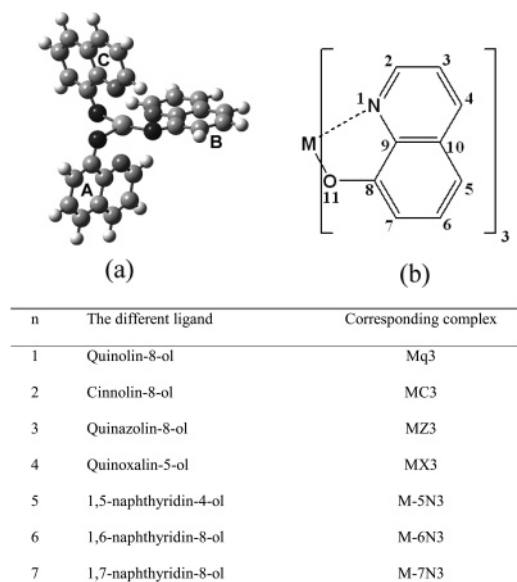 C
B
A
(a)
2
3
1
N
4
M
9
10
O
11
8
5
7
6
3
(b)
n The different ligand Corresponding complex
1 Quinolin-8-ol Mq3
2 Cinnolin-8-ol MC3
3 Quinazolin-8-ol MZ3
4 Quinoxalin-5-ol MX3
5 1,5-naphthyridin-4-ol M-5N3
6 1,6-naphthyridin-8-ol M-6N3
7 1,7-naphthyridin-8-ol M-7N3